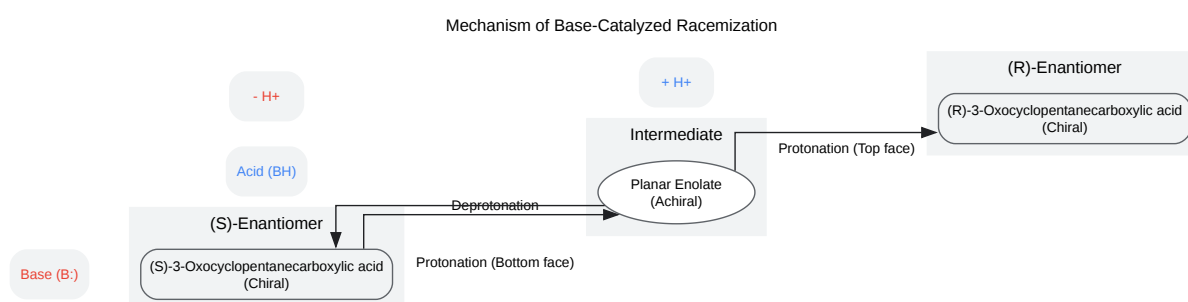 Mechanism of Base-Catalyzed Racemization
- H+
+ H+
(R)-Enantiomer
(R)-3-Oxocyclopentanecarboxylic acid
(Chiral)
Intermediate
Protonation (Top face)
Acid (BH)
Planar Enolate
(Achiral)
Deprotonation
(S)-Enantiomer
Protonation (Bottom face)
Base (B:)
(S)-3-Oxocyclopentanecarboxylic acid
(Chiral)